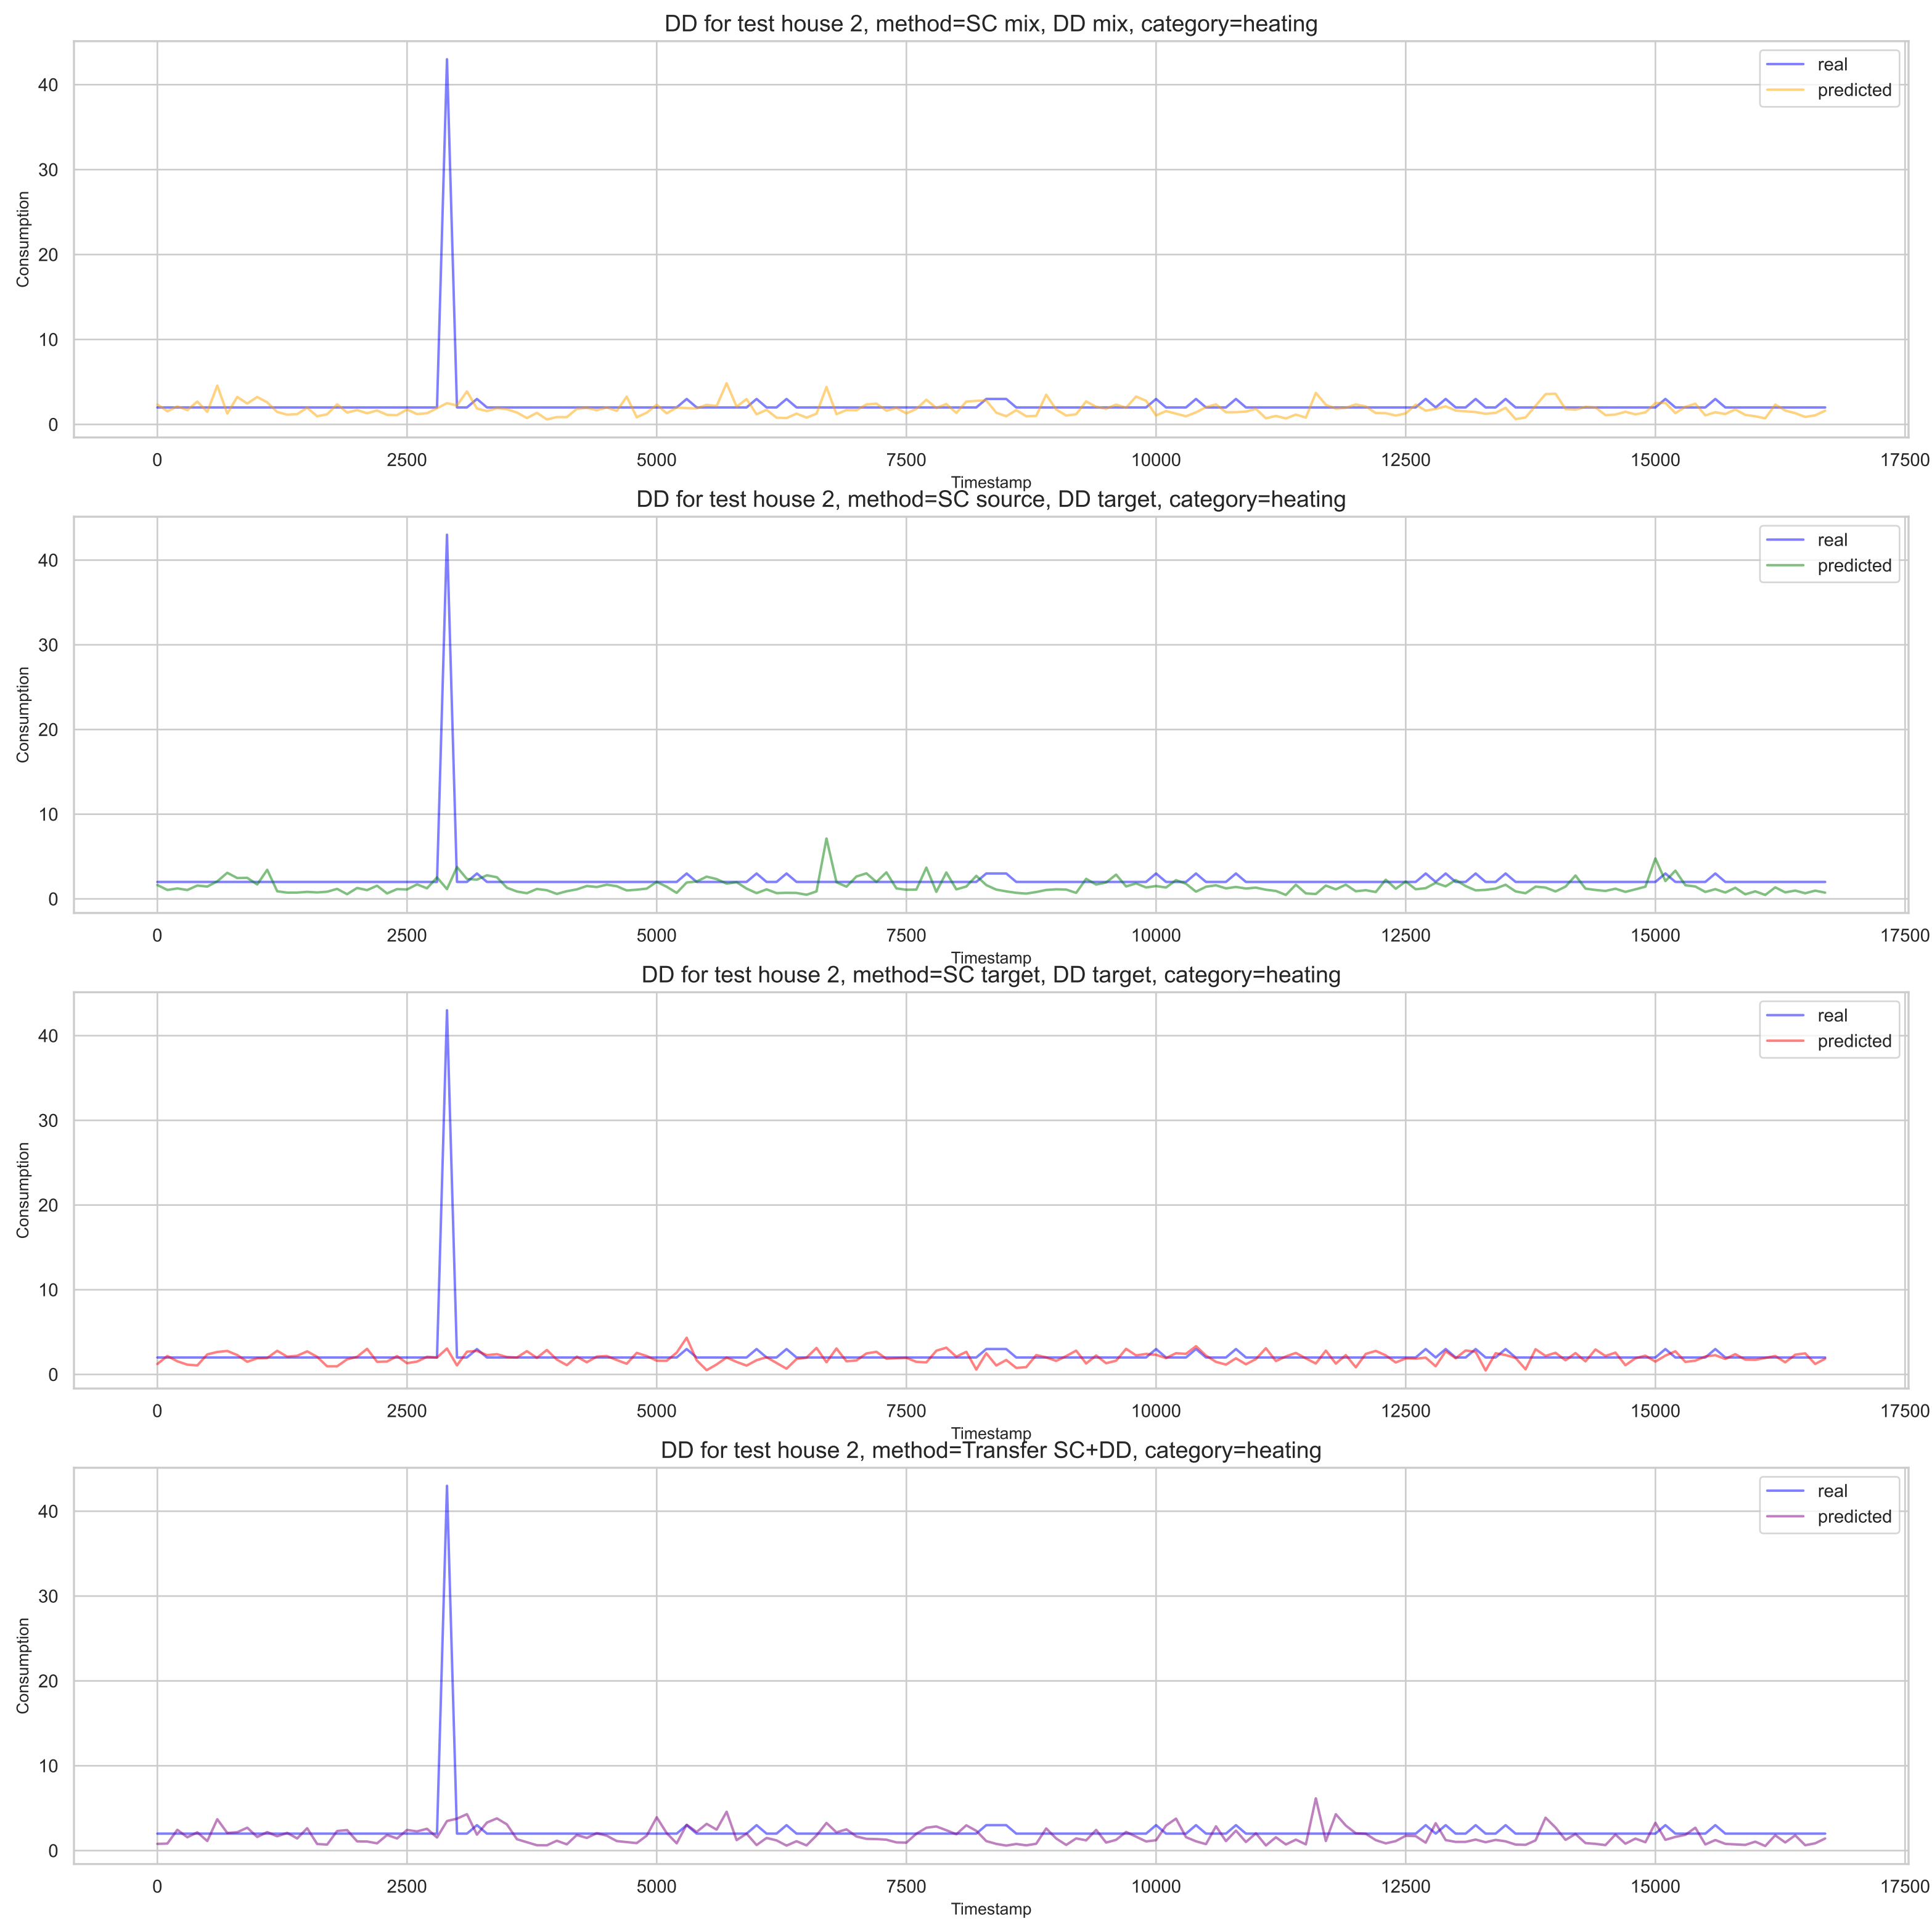 DD for test house 2, method=SC mix, DD mix, category=heating
real
predicted
40
30
20
10
0
Consumption
0 2500 5000 7500 10000 12500 15000 17500
Timestamp
DD for test house 2, method=SC source, DD target, category=heating
real
predicted
40
30
20
10
0
Consumption
0 2500 5000 7500 10000 12500 15000 17500
Timestamp
DD for test house 2, method=SC target, DD target, category=heating
real
predicted
40
30
20
10
0
Consumption
0 2500 5000 7500 10000 12500 15000 17500
Timestamp
DD for test house 2, method=Transfer SC+DD, category=heating
real
predicted
40
30
20
10
0
Consumption
0 2500 5000 7500 10000 12500 15000 17500
Timestamp